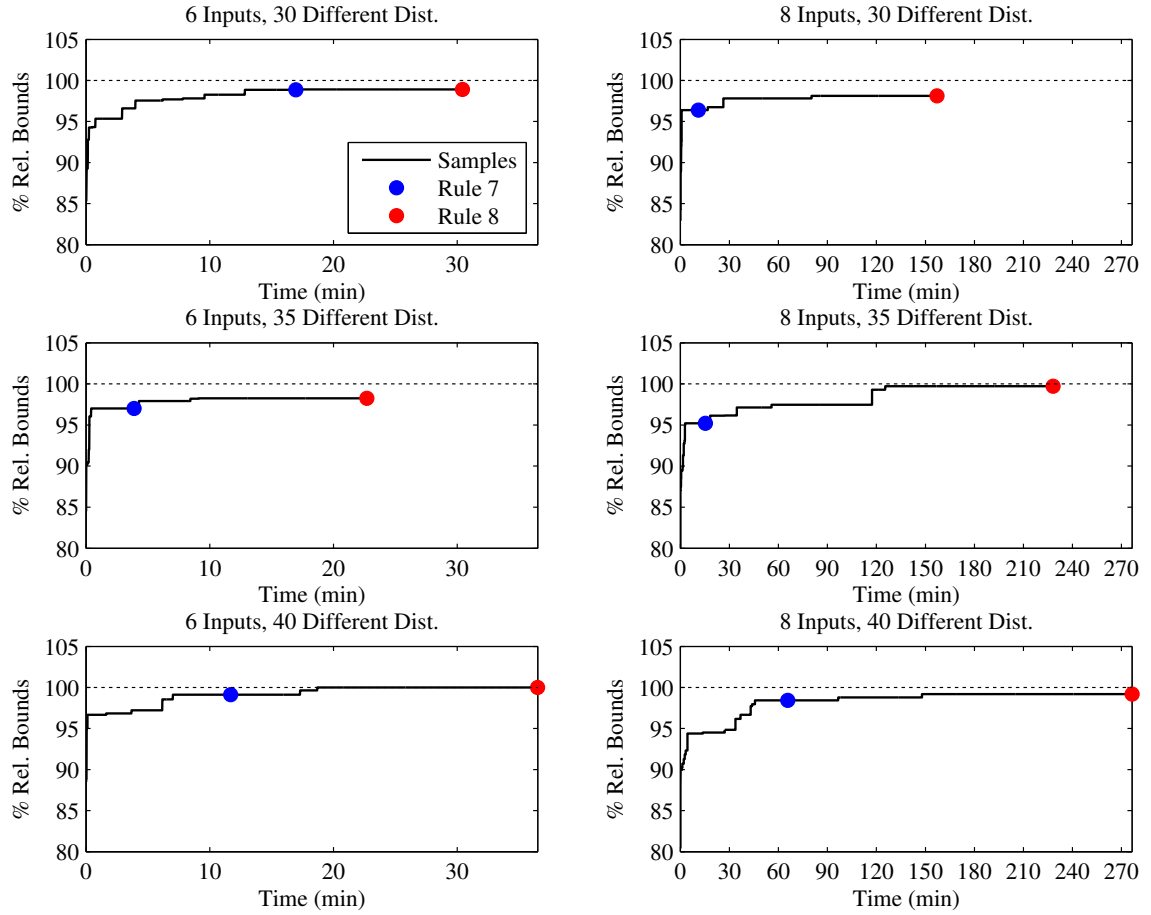 6 Inputs, 30 Different Dist.
105
100
95
90
85
80
% Rel. Bounds
Samples
Rule 7
Rule 8
0 10 20 30
Time (min)
8 Inputs, 30 Different Dist.
105
100
95
90
85
80
% Rel. Bounds
0 30 60 90 120 150 180 210 240 270
Time (min)
6 Inputs, 35 Different Dist.
105
100
95
90
85
80
% Rel. Bounds
0 10 20 30
Time (min)
8 Inputs, 35 Different Dist.
105
100
95
90
85
80
% Rel. Bounds
0 30 60 90 120 150 180 210 240 270
Time (min)
6 Inputs, 40 Different Dist.
105
100
95
90
85
80
% Rel. Bounds
0 10 20 30
Time (min)
8 Inputs, 40 Different Dist.
105
100
95
90
85
80
% Rel. Bounds
0 30 60 90 120 150 180 210 240 270
Time (min)